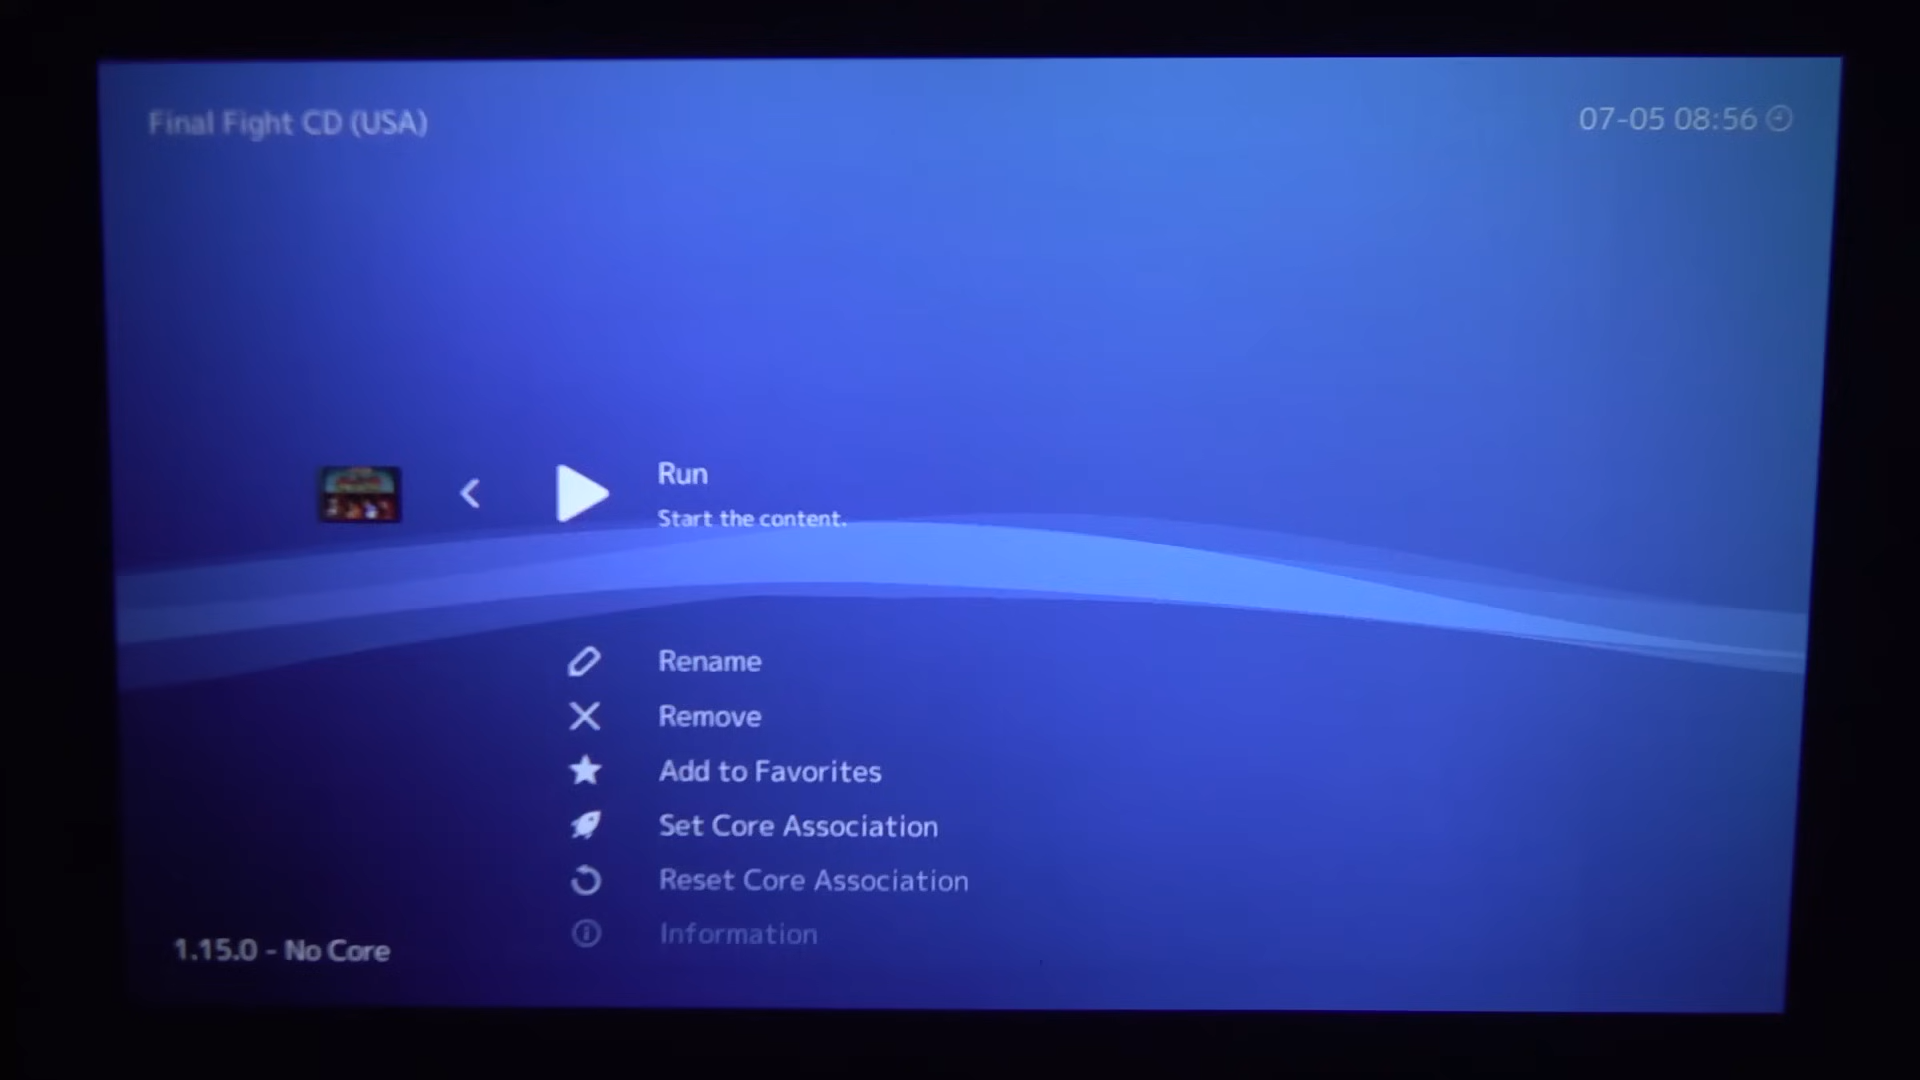 Final Fight CD (USA)
07-05 08:56
Run
Start the content.
Rename
Remove
Add to Favorites
Set Core Association
Reset Core Association
Information
1.15.0 - No Core